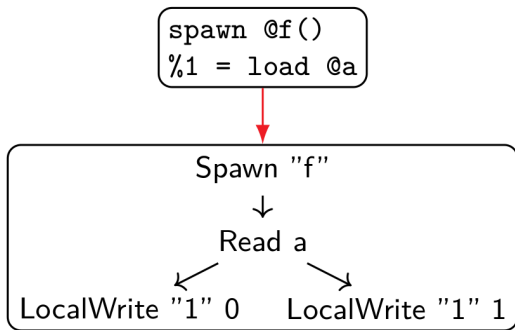 spawn @f()
%1 = load @a
Spawn "f"
Read a
LocalWrite "1" 0
LocalWrite "1" 1